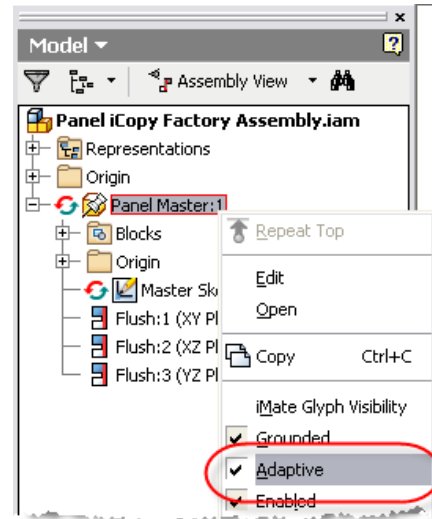 Model
Assembly View
Panel iCopy Factory Assembly.iam
Representations
Origin
Panel Master:1
Blocks
Origin
Master Sk
Flush:1 (XY Pl
Flush:2 (XZ Pl
Flush:3 (YZ Pl
Repeat Top
Edit
Open
Copy Ctrl+C
iMate Glyph Visibility
Grounded
Adaptive
Enabled